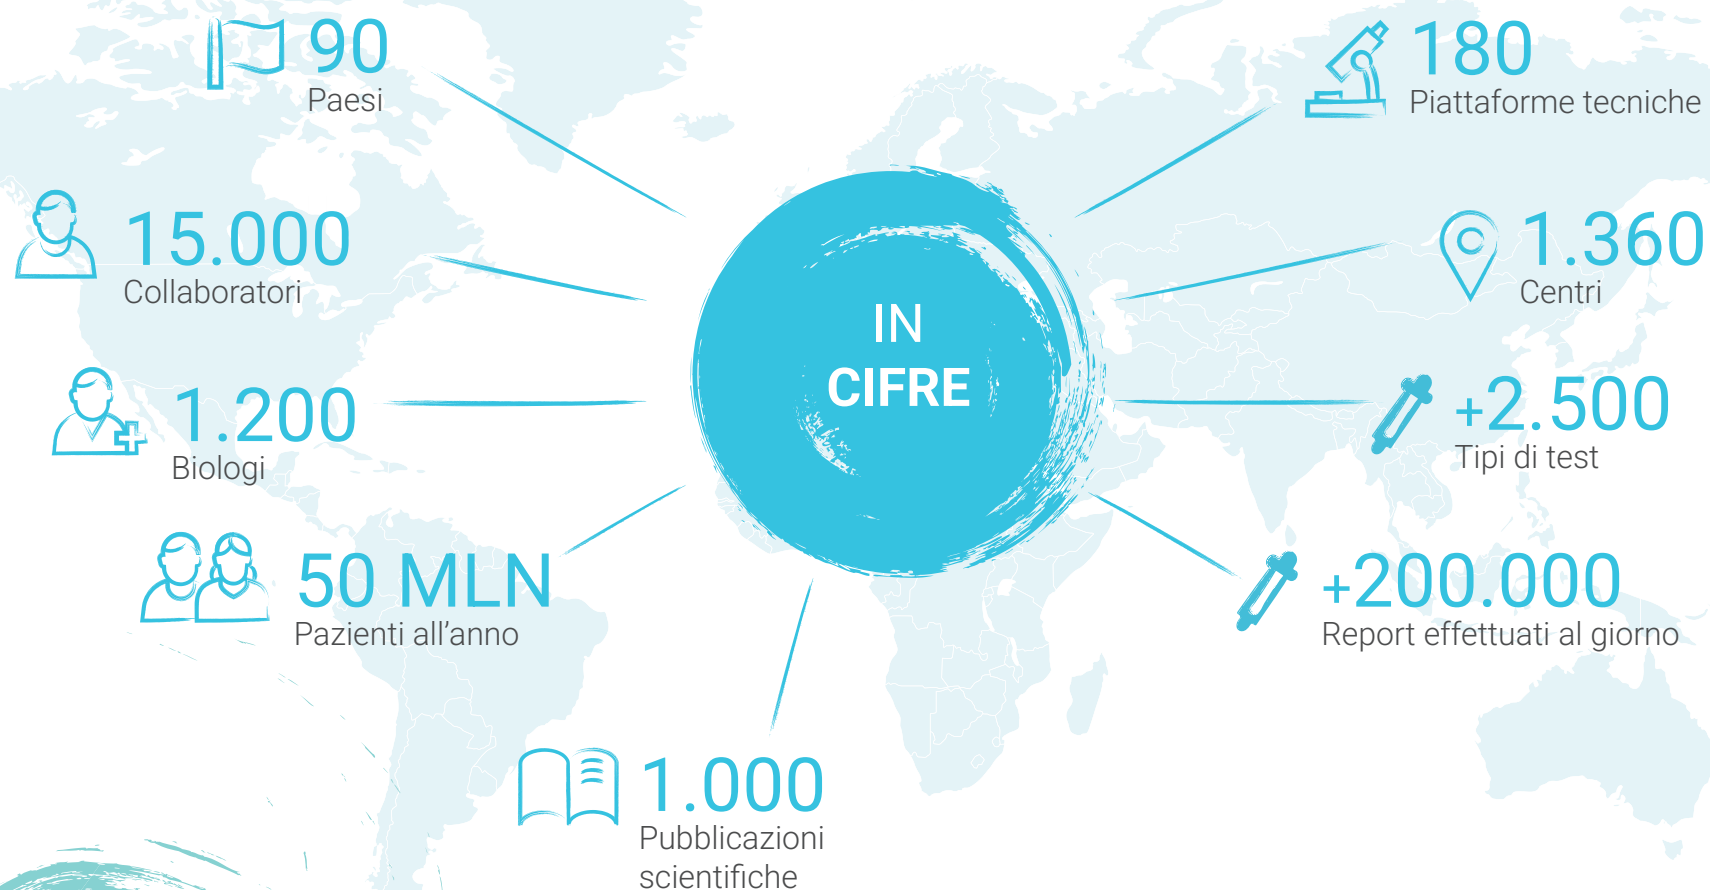 90
Paesi
15.000
Collaboratori
1.200
Biologi
50 MLN
Pazienti all’anno
1.000
Pubblicazioni
scientifiche
IN
CIFRE
180
Piattaforme tecniche
1.360
Centri
+2.500
Tipi di test
+200.000
Report effettuati al giorno